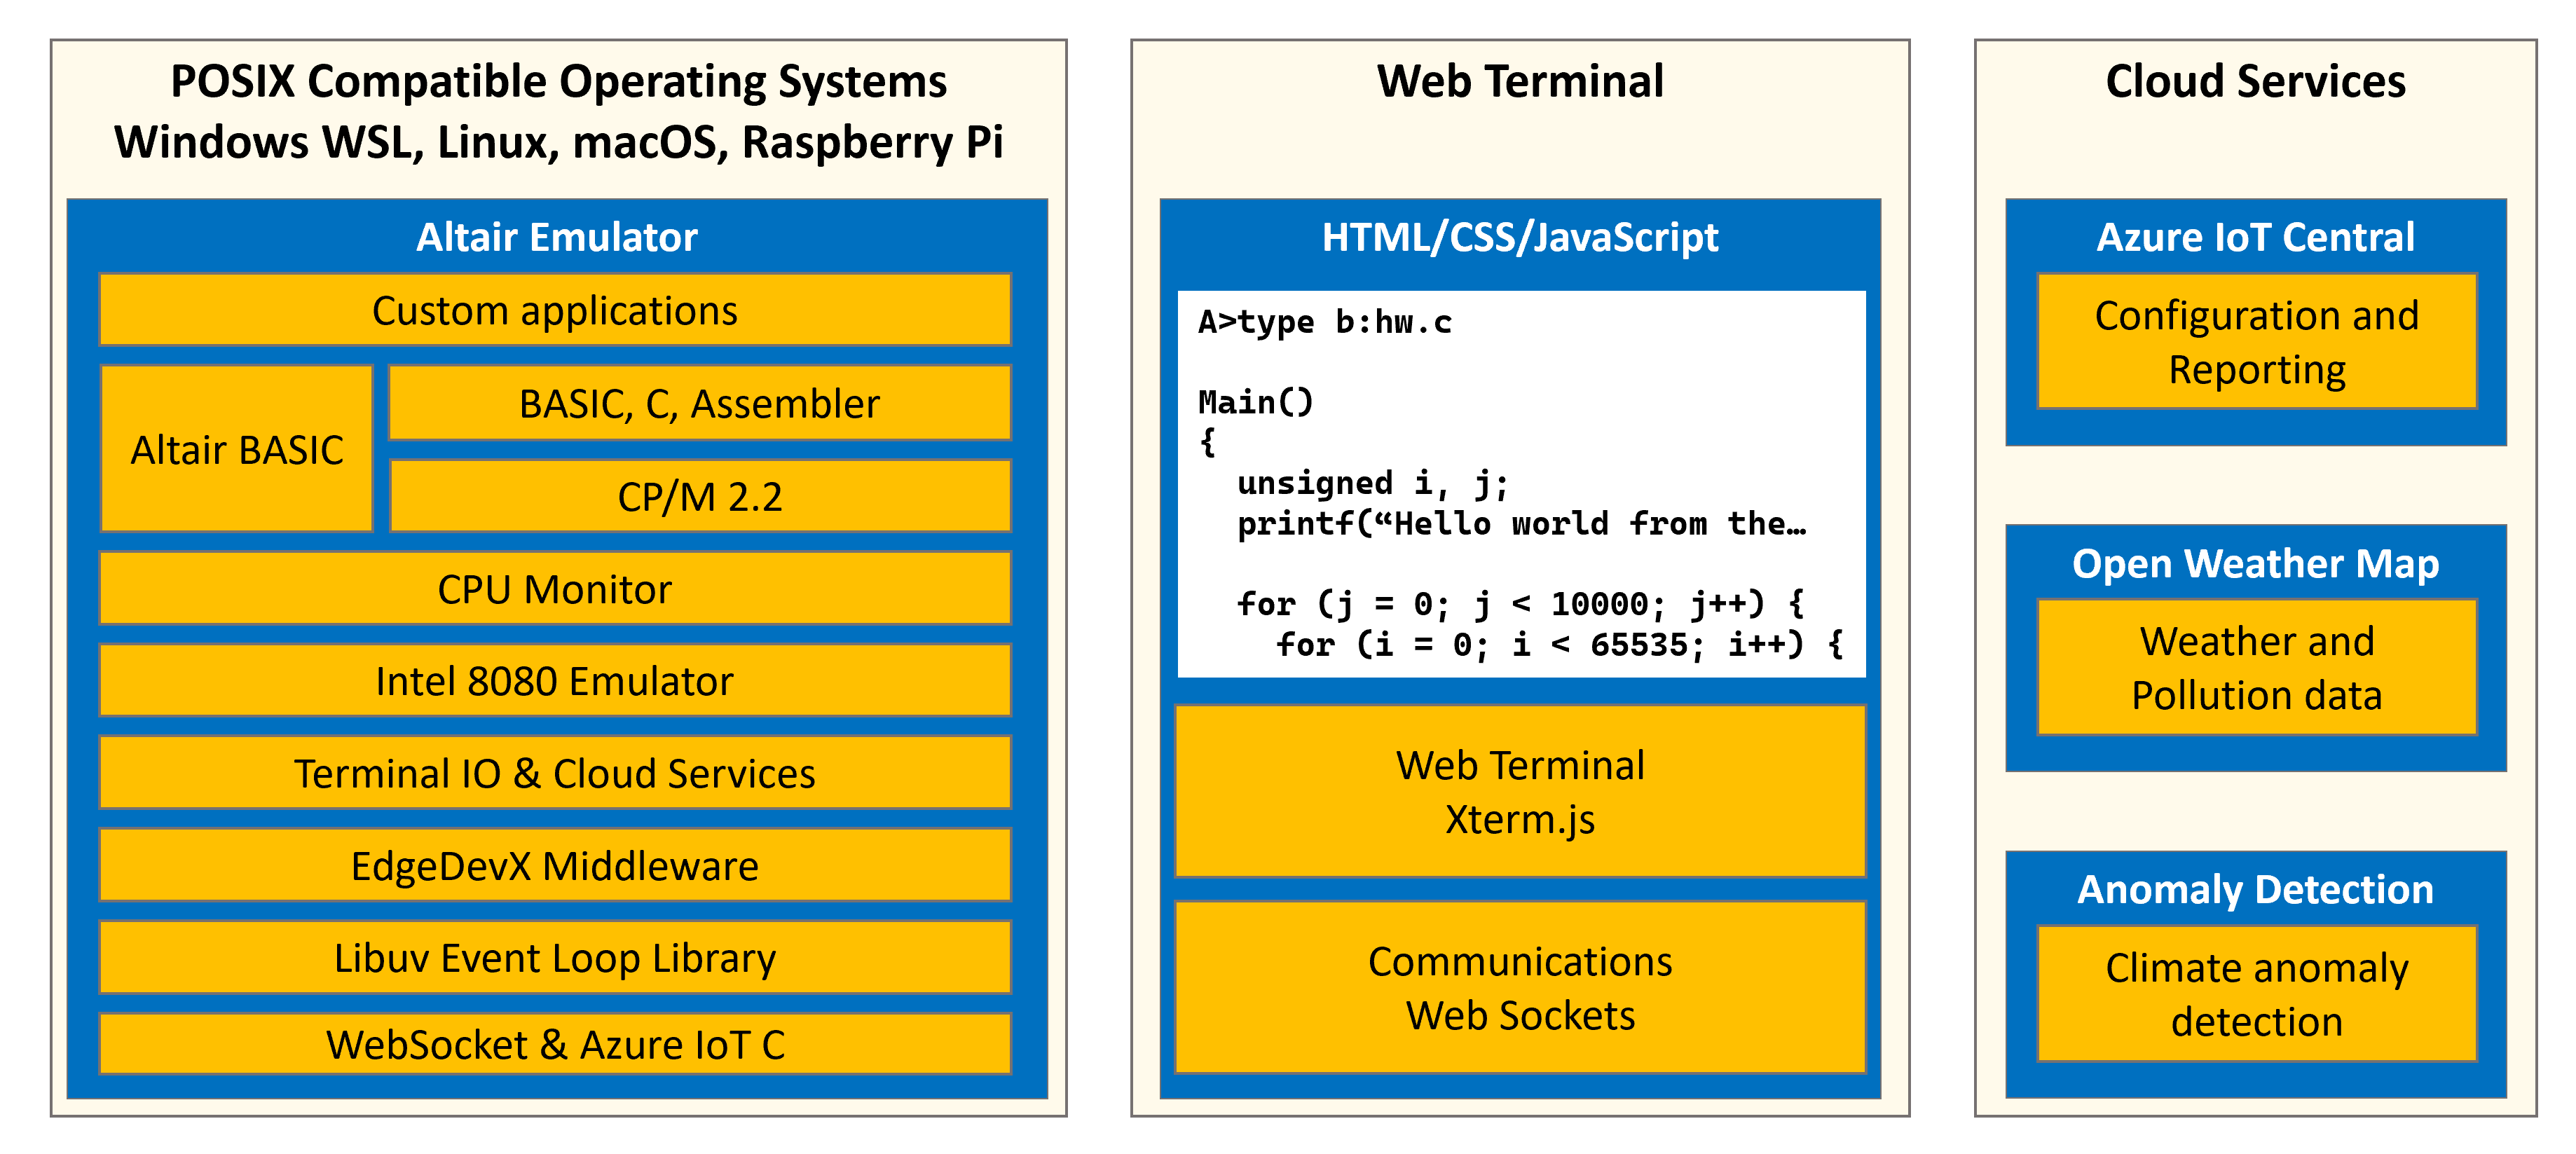 POSIX Compatible Operating Systems
Windows WSL, Linux, macOS, Raspberry Pi
Altair Emulator
Custom applications
Altair BASIC
BASIC, C, Assembler
CP/M 2.2
CPU Monitor
Intel 8080 Emulator
Terminal IO & Cloud Services
EdgeDevX Middleware
Libuv Event Loop Library
WebSocket & Azure IoT C
Web Terminal
HTML/CSS/JavaScript
A>type b:hw.c
Main()
{
  unsigned i, j;
  printf(“Hello world from the…
  for (j = 0; j < 10000; j++) {
    for (i = 0; i < 65535; i++) {
Web Terminal
Xterm.js
Communications
Web Sockets
Cloud Services
Azure IoT Central
Configuration and
Reporting
Open Weather Map
Weather and
Pollution data
Anomaly Detection
Climate anomaly
detection